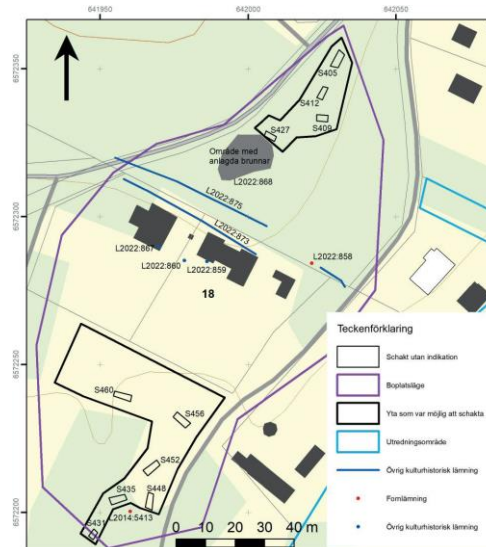 641960
642000
642050
6572350
6572300
6572250
6572200
S405
S412
S409
S427
Område med
anlagda brunnar
L2022:868
L2022:875
L2022:873
L2022:867
L2022:860
L2022:859
L2022:858
18
S460
S456
S452
S448
S435
L2014:5413
S431
0 10 20 30 40 m
Teckenförklaring
Schakt utan indikation
Boplatsläge
Yta som var möjlig att schakta
Utredningsområde
Övrig kulturhistorisk lämning
Fornlämning
Övrig kulturhistorisk lämning